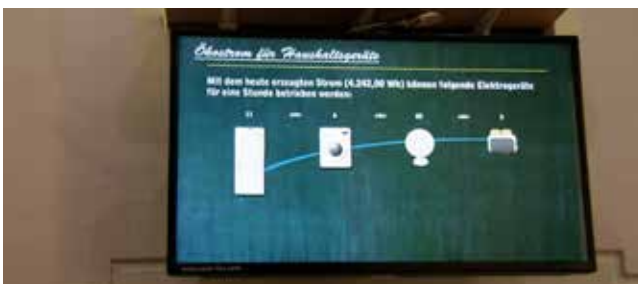 Ökostrom für Haushaltsgeräte
Mit dem heute erzeugten Strom (4.242,00 Wh) können folgende Elektrogeräte
für eine Stunde betrieben werden: